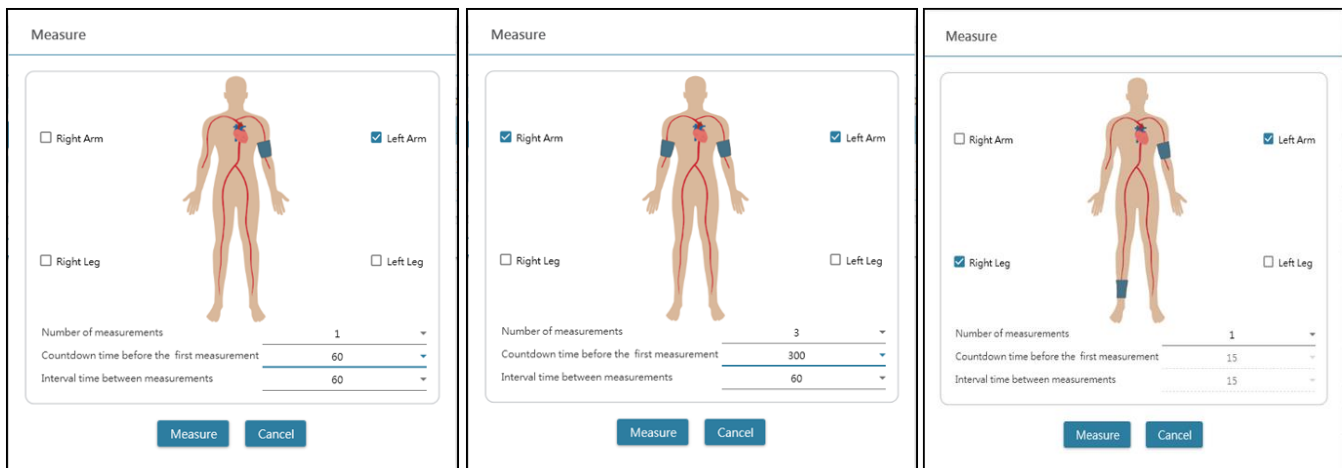 Measure
Right Arm
Left Arm
Right Leg
Left Leg
Number of measurements 1
Countdown time before the first measurement 60
Interval time between measurements 60
Measure Cancel
Measure
Right Arm
Left Arm
Right Leg
Left Leg
Number of measurements 3
Countdown time before the first measurement 300
Interval time between measurements 60
Measure Cancel
Measure
Right Arm
Left Arm
Right Leg
Left Leg
Number of measurements 1
Countdown time before the first measurement 15
Interval time between measurements 15
Measure Cancel